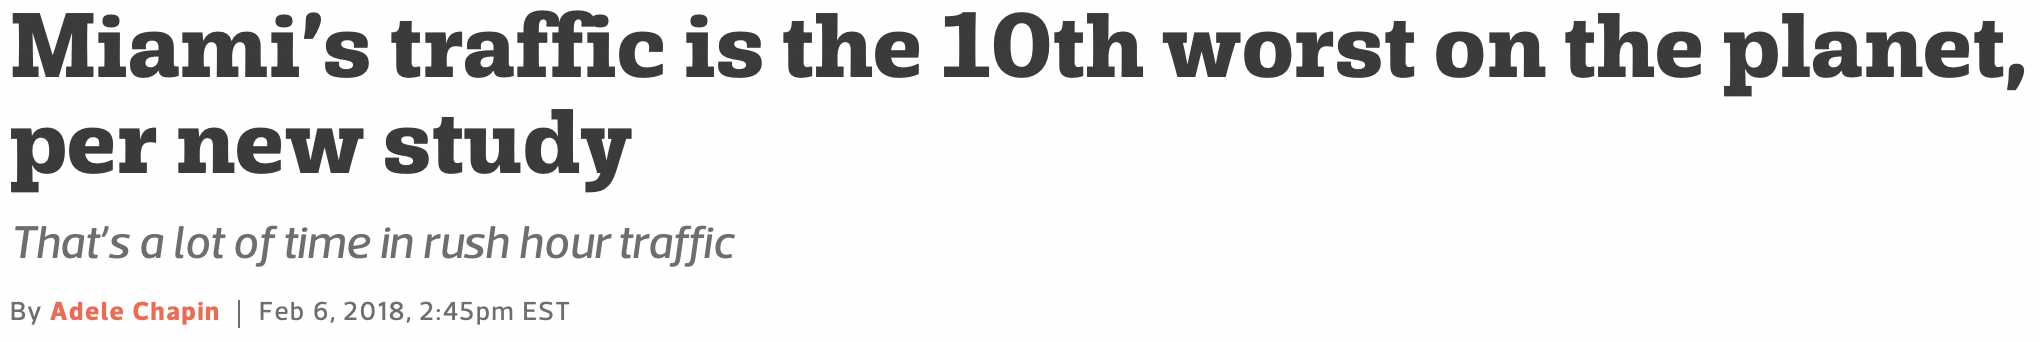 Miami’s traffic is the 10th worst on the planet,
per new study
That’s a lot of time in rush hour traffic
By Adele Chapin | Feb 6, 2018, 2:45pm EST